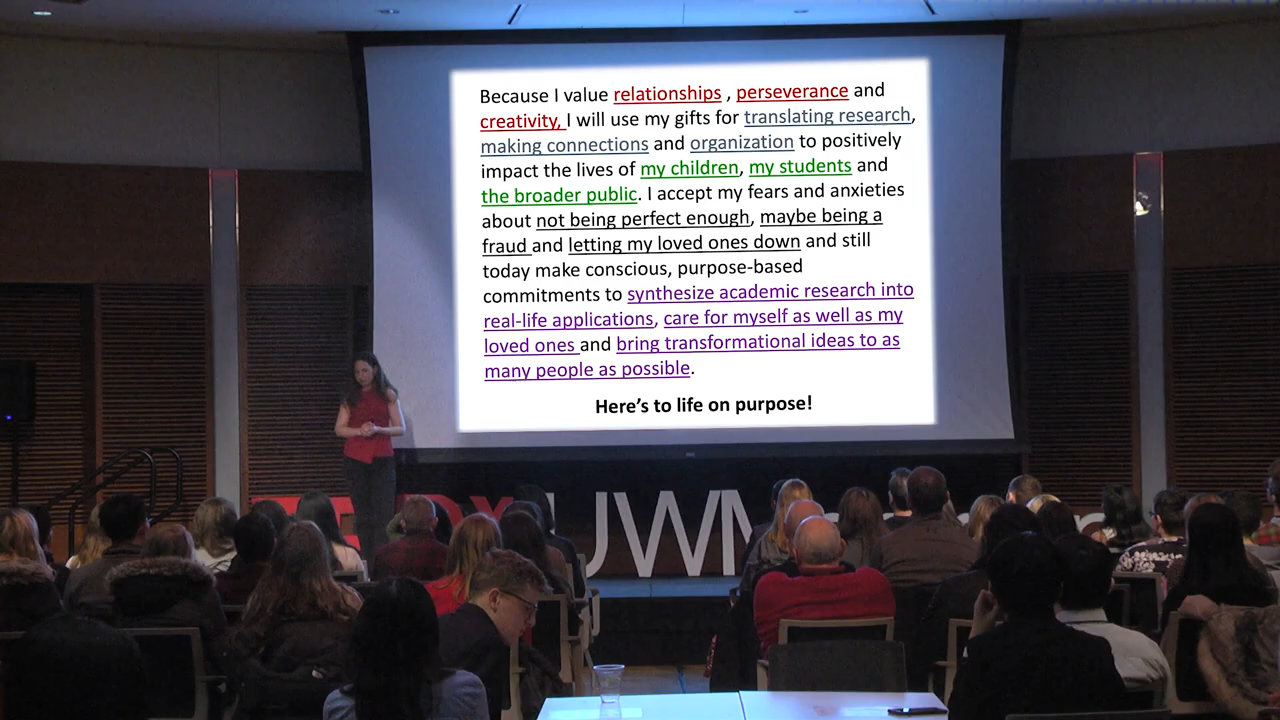 Because I value relationships , perseverance and
creativity, I will use my gifts for translating research,
making connections and organization to positively
impact the lives of my children, my students and
the broader public. I accept my fears and anxieties
about not being perfect enough, maybe being a
fraud and letting my loved ones down and still
today make conscious, purpose-based
commitments to synthesize academic research into
real-life applications, care for myself as well as my
loved ones and bring transformational ideas to as
many people as possible.
Here's to life on purpose!
UWM